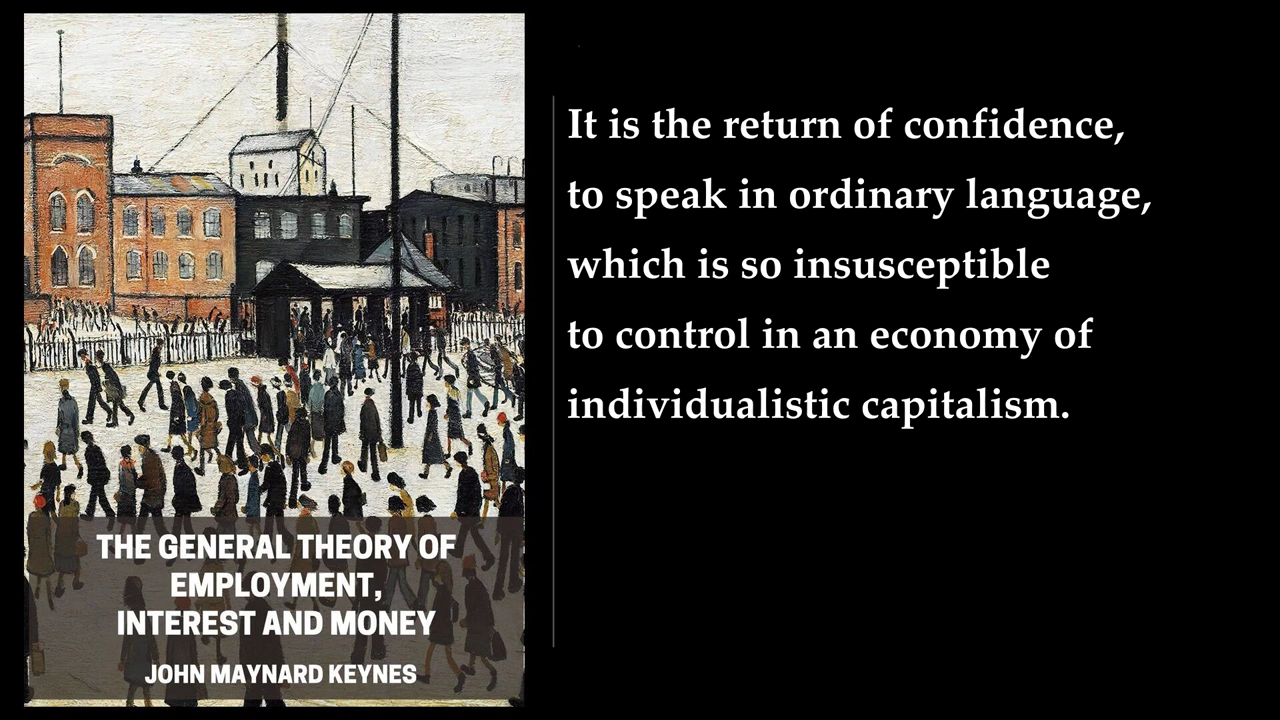 It is the return of confidence,
to speak in ordinary language,
which is so insusceptible
to control in an economy of
individualistic capitalism.
THE GENERAL THEORY OF
EMPLOYMENT,
INTEREST AND MONEY
JOHN MAYNARD KEYNES